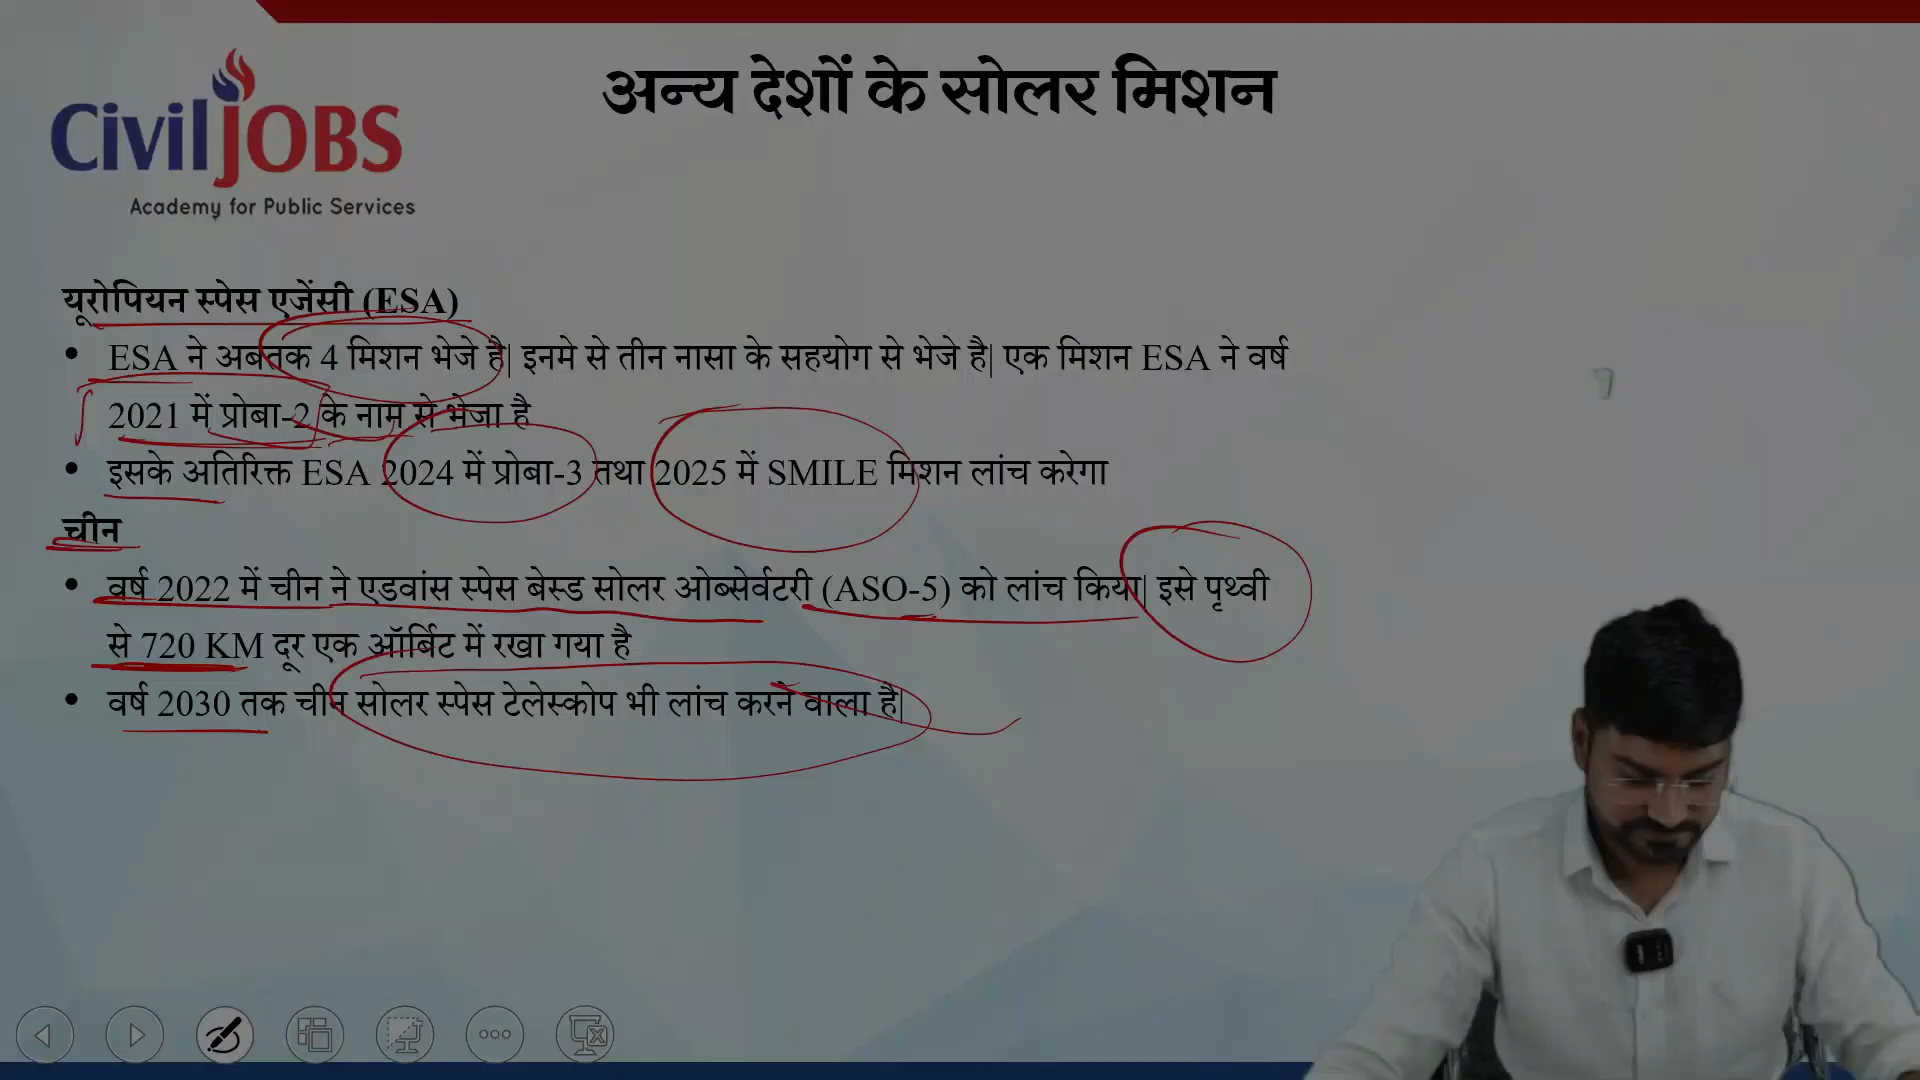 अन्य देशों के सोलर मिशन
CivilJOBS
Academy for Public Services
यूरोपियन स्पेस एजेंसी (ESA)
• ESA ने अबतक 4 मिशन भेजे है| इनमे से तीन नासा के सहयोग से भेजे है| एक मिशन ESA ने वर्ष
2021 में प्रोबा-2 के नाम से भेजा है
• इसके अतिरिक्त ESA 2024 में प्रोबा-3 तथा 2025 में SMILE मिशन लांच करेगा
चीन
• वर्ष 2022 में चीन ने एडवांस स्पेस बेस्ड सोलर ओब्सेर्वटरी (ASO-5) को लांच किया| इसे पृथ्वी
से 720 KM दूर एक ऑर्बिट में रखा गया है
• वर्ष 2030 तक चीन सोलर स्पेस टेलेस्कोप भी लांच करने वाला है|